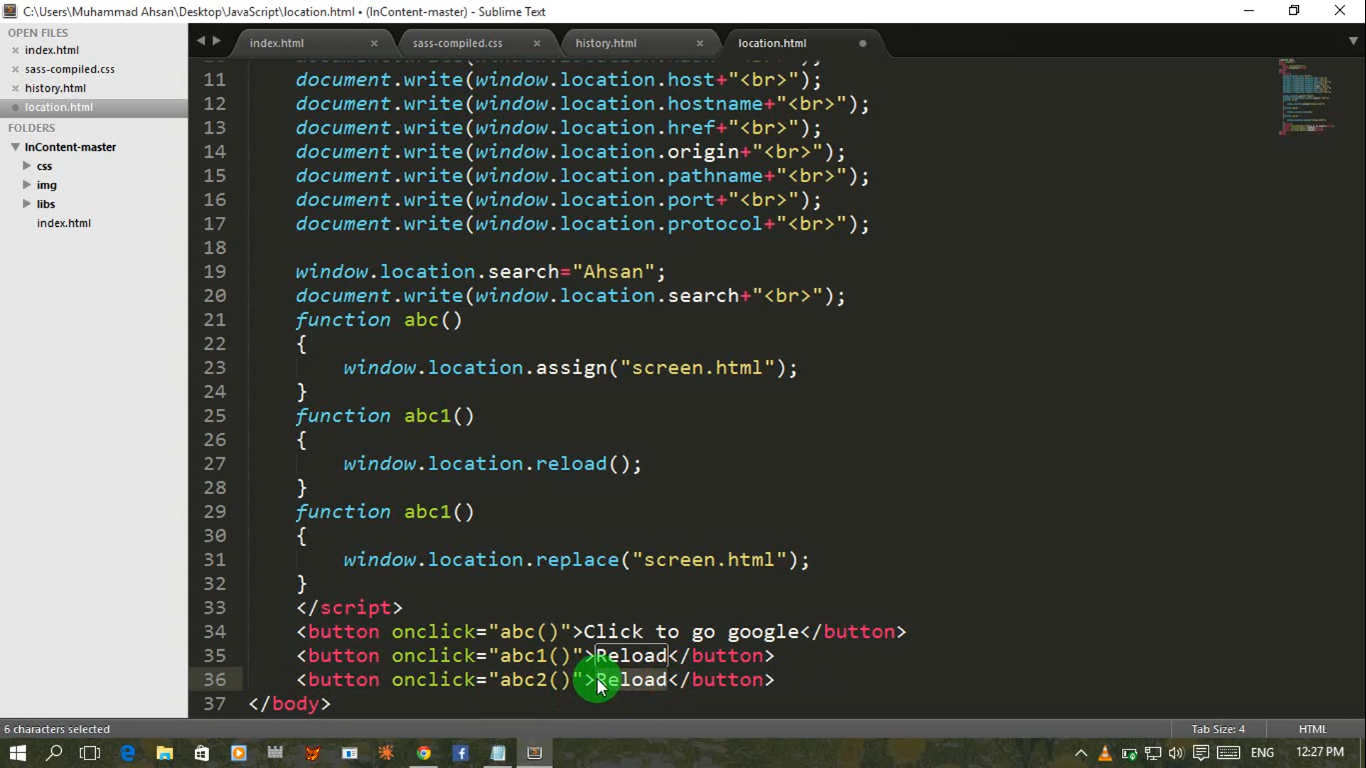 C:\Users\Muhammad Ahsan\Desktop\JavaScript\location.html • (InContent-master) - Sublime Text
OPEN FILES
index.html
sass-compiled.css
history.html
location.html
FOLDERS
InContent-master
css
img
libs
index.html
index.html
sass-compiled.css
history.html
location.html
11 document.write(window.location.host+"<br>");
12 document.write(window.location.hostname+"<br>");
13 document.write(window.location.href+"<br>");
14 document.write(window.location.origin+"<br>");
15 document.write(window.location.pathname+"<br>");
16 document.write(window.location.port+"<br>");
17 document.write(window.location.protocol+"<br>");
18
19 window.location.search="Ahsan";
20 document.write(window.location.search+"<br>");
21 function abc()
22 {
23 window.location.assign("screen.html");
24 }
25 function abc1()
26 {
27 window.location.reload();
28 }
29 function abc1()
30 {
31 window.location.replace("screen.html");
32 }
33 </script>
34 <button onclick="abc()">Click to go google</button>
35 <button onclick="abc1()">Reload</button>
36 <button onclick="abc2()">Reload</button>
37 </body>
6 characters selected
Tab Size: 4
HTML
ENG
12:27 PM